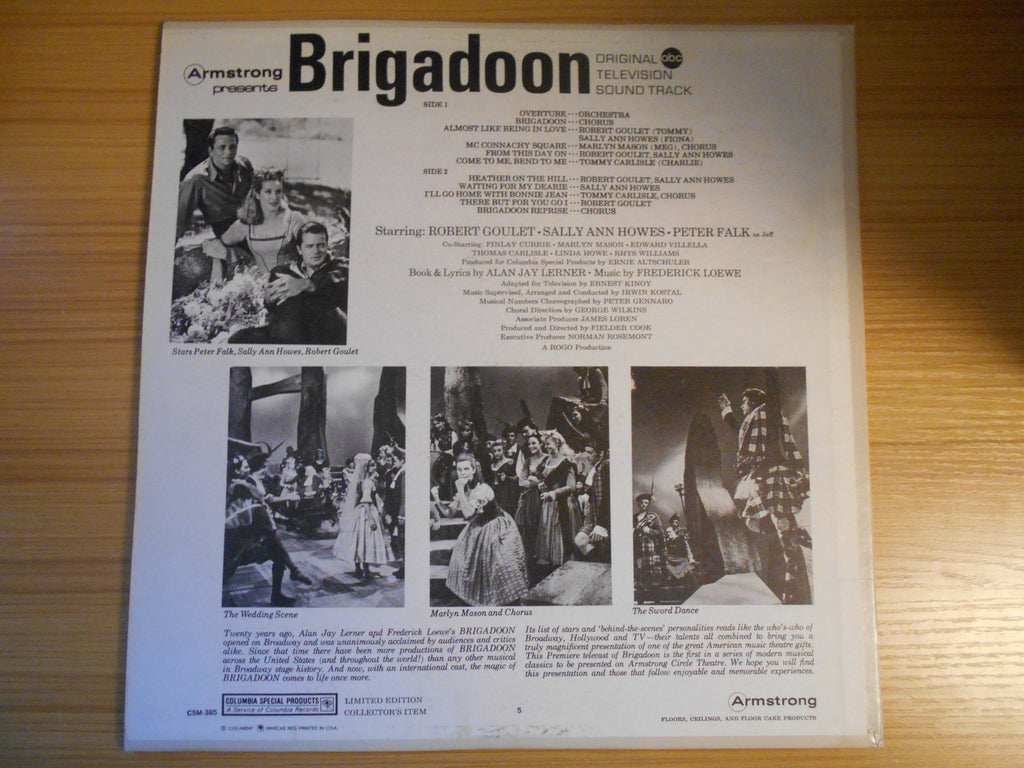 Armstrong
presents
Brigadoon
ORIGINAL abc
TELEVISION
SOUND TRACK
SIDE 1
OVERTURE···ORCHESTRA
BRIGADOON···CHORUS
ALMOST LIKE BEING IN LOVE···ROBERT GOULET (TOMMY)
SALLY ANN HOWES (FIONA)
MC CONNACHY SQUARE···MARLYN MASON (MEG), CHORUS
FROM THIS DAY ON···ROBERT GOULET, SALLY ANN HOWES
COME TO ME, BEND TO ME···TOMMY CARLISLE (CHARLIE)
SIDE 2
HEATHER ON THE HILL···ROBERT GOULET, SALLY ANN HOWES
WAITING FOR MY DEARIE···SALLY ANN HOWES
I'LL GO HOME WITH BONNIE JEAN···TOMMY CARLISLE, CHORUS
THERE BUT FOR YOU GO I···ROBERT GOULET
BRIGADOON REPRISE···CHORUS
Starring: ROBERT GOULET · SALLY ANN HOWES · PETER FALK as Jeff
Co-Starring: FINLAY CURRIE · MARLYN MASON · EDWARD VILLELLA
THOMAS CARLISLE · LINDA HOWE · RHYS WILLIAMS
Produced for Columbia Special Products by ERNIE ALTSCHULER
Book & Lyrics by ALAN JAY LERNER · Music by FREDERICK LOEWE
Adapted for Television by ERNEST KINOY
Music Supervised, Arranged and Conducted by IRWIN KOSTAL
Musical Numbers Choreographed by PETER GENNARO
Choral Direction by GEORGE WILKINS
Associate Producer JAMES LOREN
Produced and Directed by FIELDER COOK
Executive Producer NORMAN ROSEMONT
A ROGO Production
Stars Peter Falk, Sally Ann Howes, Robert Goulet
The Wedding Scene
Marlyn Mason and Chorus
The Sword Dance
Twenty years ago, Alan Jay Lerner and Frederick Loewe's BRIGADOON
opened on Broadway and was unanimously acclaimed by audiences and critics
alike. Since that time there have been more productions of BRIGADOON
across the United States (and throughout the world!) than any other musical
in Broadway stage history. And now, with an international cast, the magic of
BRIGADOON comes to life once more.
Its list of stars and 'behind-the-scenes' personalities reads like the who's-who of
Broadway, Hollywood and TV—their talents all combined to bring you a
truly magnificent presentation of one of the great American music theatre gifts.
This Premiere telecast of Brigadoon is the first in a series of modern musical
classics to be presented on Armstrong Circle Theatre. We hope you will find
this presentation and those that follow enjoyable and memorable experiences.
CSM-385
COLUMBIA SPECIAL PRODUCTS
A Service of Columbia Records
LIMITED EDITION
COLLECTOR'S ITEM
5
Armstrong
FLOORS, CEILINGS, AND FLOOR CARE PRODUCTS
© "COLUMBIA" MARCAS REG. PRINTED IN U.S.A.